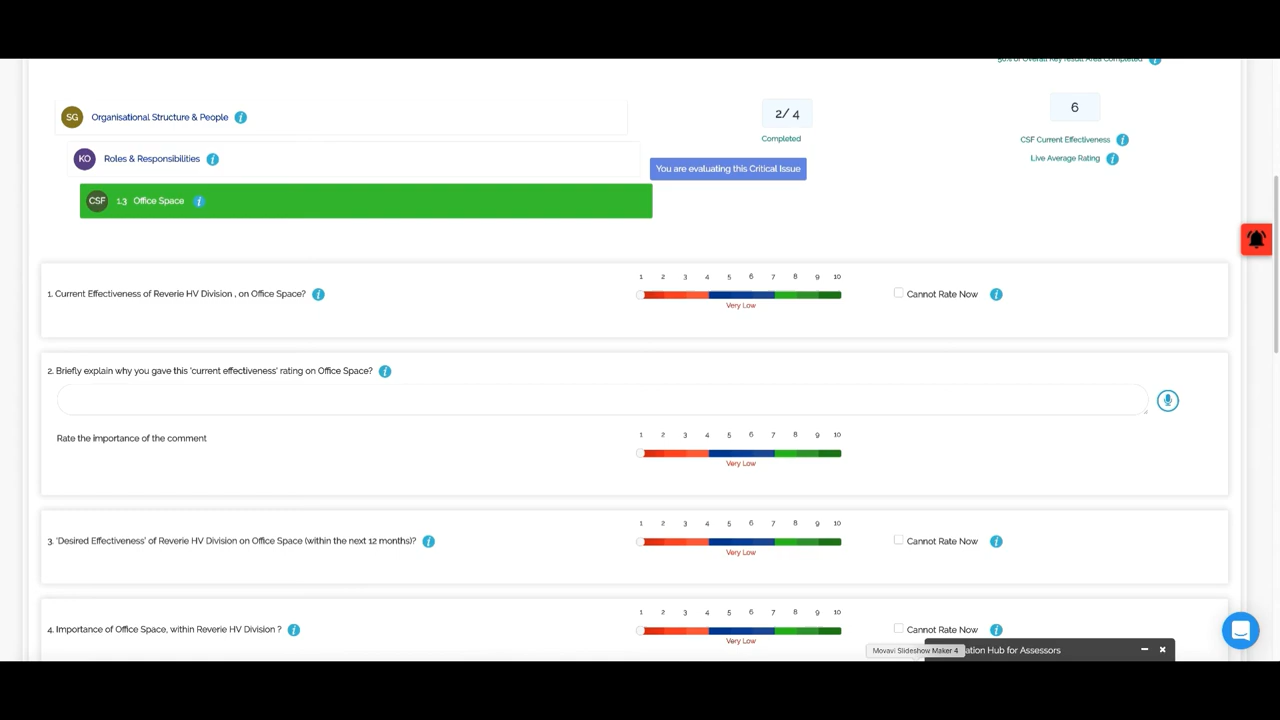 50% of Overall Key result Area Completed i
SG Organisational Structure & People i
2/ 4
Completed
6
CSF Current Effectiveness i
Live Average Rating i
KO Roles & Responsibilities i
You are evaluating this Critical Issue
CSF 1.3 Office Space i
1 2 3 4 5 6 7 8 9 10
1. Current Effectiveness of Reverie HV Division , on Office Space? i
Very Low
Cannot Rate Now i
2. Briefly explain why you gave this 'current effectiveness' rating on Office Space? i
Rate the importance of the comment
1 2 3 4 5 6 7 8 9 10
Very Low
1 2 3 4 5 6 7 8 9 10
3. 'Desired Effectiveness' of Reverie HV Division on Office Space (within the next 12 months)? i
Very Low
Cannot Rate Now i
1 2 3 4 5 6 7 8 9 10
4. Importance of Office Space, within Reverie HV Division ? i
Very Low
Cannot Rate Now i
Movavi Slideshow Maker 4
ation Hub for Assessors